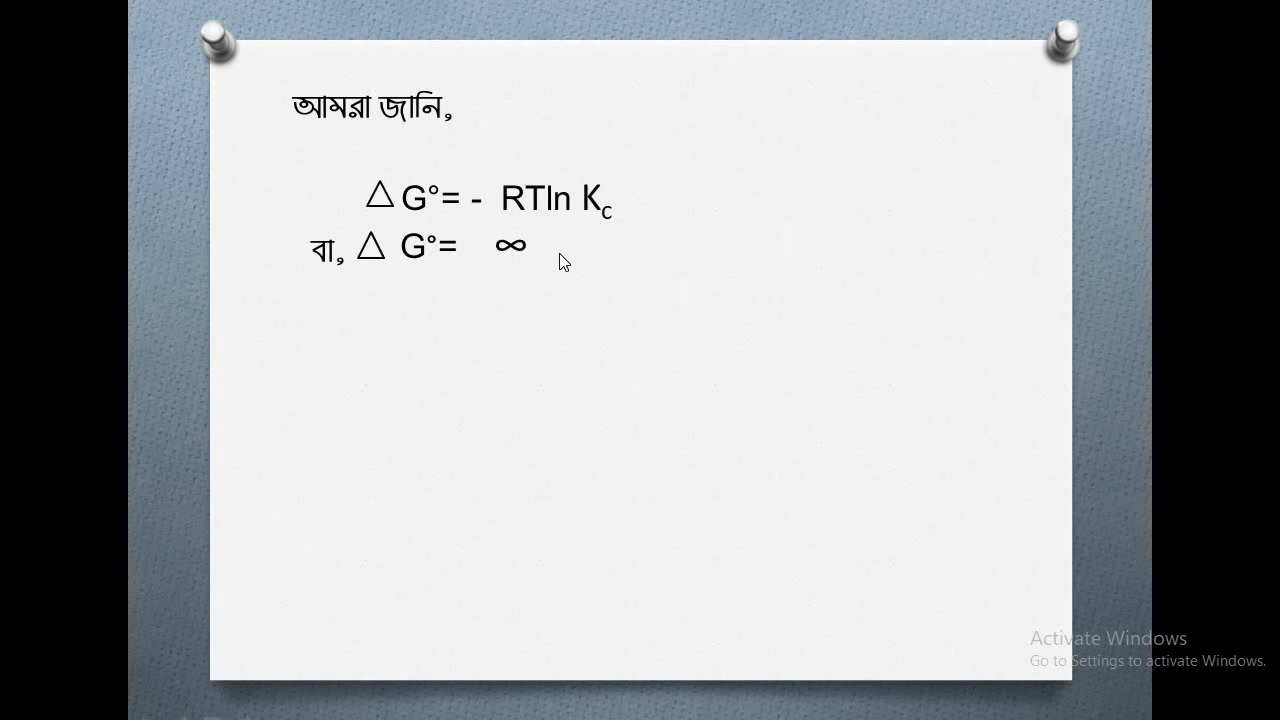 আমরা জানি,
△ G°= - RTln Kc
বা, △ G°= ∞
Activate Windows
Go to Settings to activate Windows.